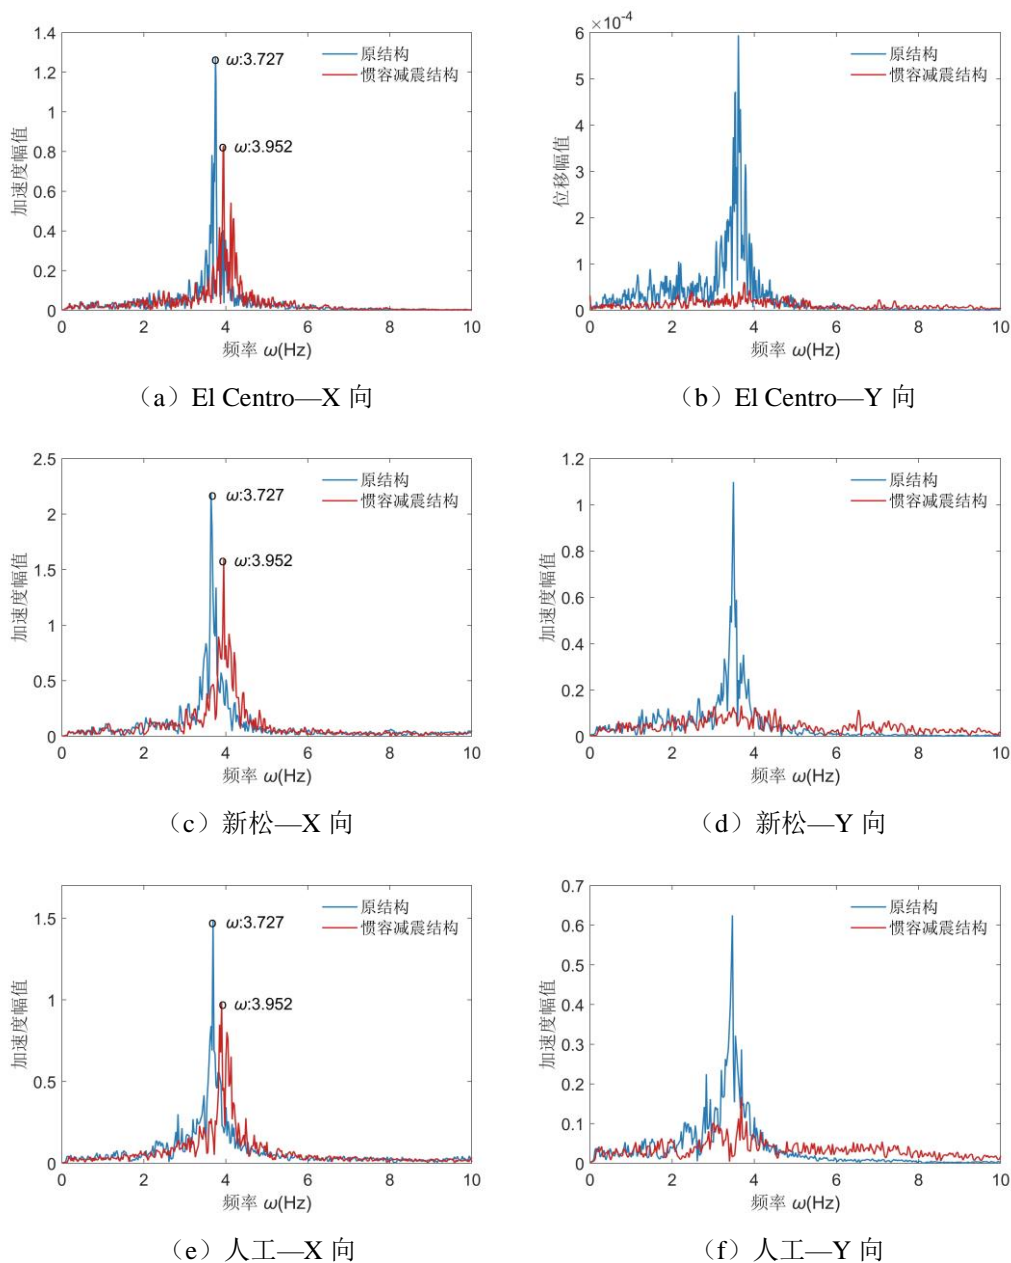 1.4
1.2
1
0.8
0.6
0.4
0.2
0
加速度幅值
ω:3.727
ω:3.952
原结构
惯容减震结构
0 2 4 6 8 10
频率 ω(Hz)
(a) El Centro—X 向
×10⁻⁴
6
5
4
3
2
1
0
位移幅值
原结构
惯容减震结构
0 2 4 6 8 10
频率 ω(Hz)
(b) El Centro—Y 向
2.5
2
1.5
1
0.5
0
加速度幅值
ω:3.727
ω:3.952
原结构
惯容减震结构
0 2 4 6 8 10
频率 ω(Hz)
(c) 新松—X 向
1.2
1
0.8
0.6
0.4
0.2
0
加速度幅值
原结构
惯容减震结构
0 2 4 6 8 10
频率 ω(Hz)
(d) 新松—Y 向
1.5
1
0.5
0
加速度幅值
ω:3.727
ω:3.952
原结构
惯容减震结构
0 2 4 6 8 10
频率 ω(Hz)
(e) 人工—X 向
0.7
0.6
0.5
0.4
0.3
0.2
0.1
0
加速度幅值
原结构
惯容减震结构
0 2 4 6 8 10
频率 ω(Hz)
(f) 人工—Y 向